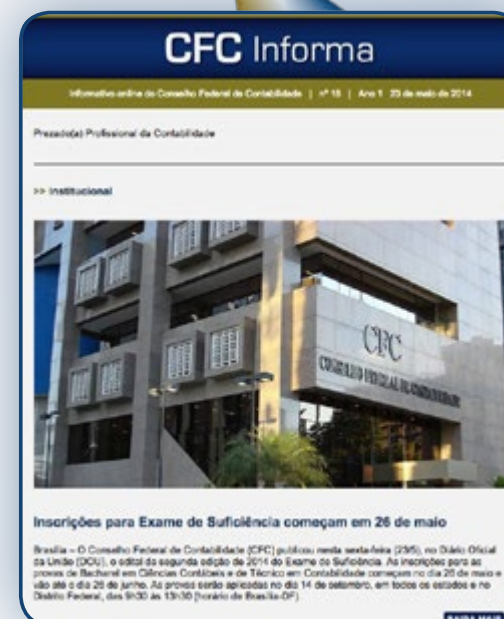 CFC Informa
Informativo online do Conselho Federal de Contabilidade | nº 18 | Ano 1 23 de maio de 2014
Prezado(a) Profissional da Contabilidade
>> Institucional
CFC
CONSELHO FEDERAL DE CONTABILIDADE
Inscrições para Exame de Suficiência começam em 26 de maio
Brasília – O Conselho Federal de Contabilidade (CFC) publicou nesta sexta-feira (23/5), no Diário Oficial
da União (DOU), o edital da segunda edição de 2014 do Exame de Suficiência. As inscrições para as
provas de Bacharel em Ciências Contábeis e de Técnico em Contabilidade começam no dia 26 de maio e
vão até o dia 26 de junho. As provas serão aplicadas no dia 14 de setembro, em todos os estados e no
Distrito Federal, das 9h30 às 13h30 (horário de Brasília-DF).
SAIBA MAIS